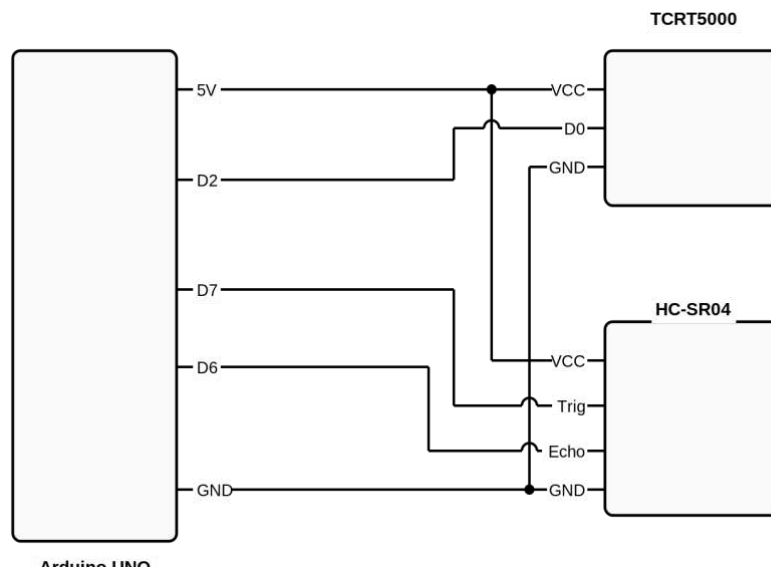 TCRT5000
5V
VCC
D0
GND
D2
D7
HC-SR04
D6
VCC
Trig
Echo
GND
GND
Arduino UNO